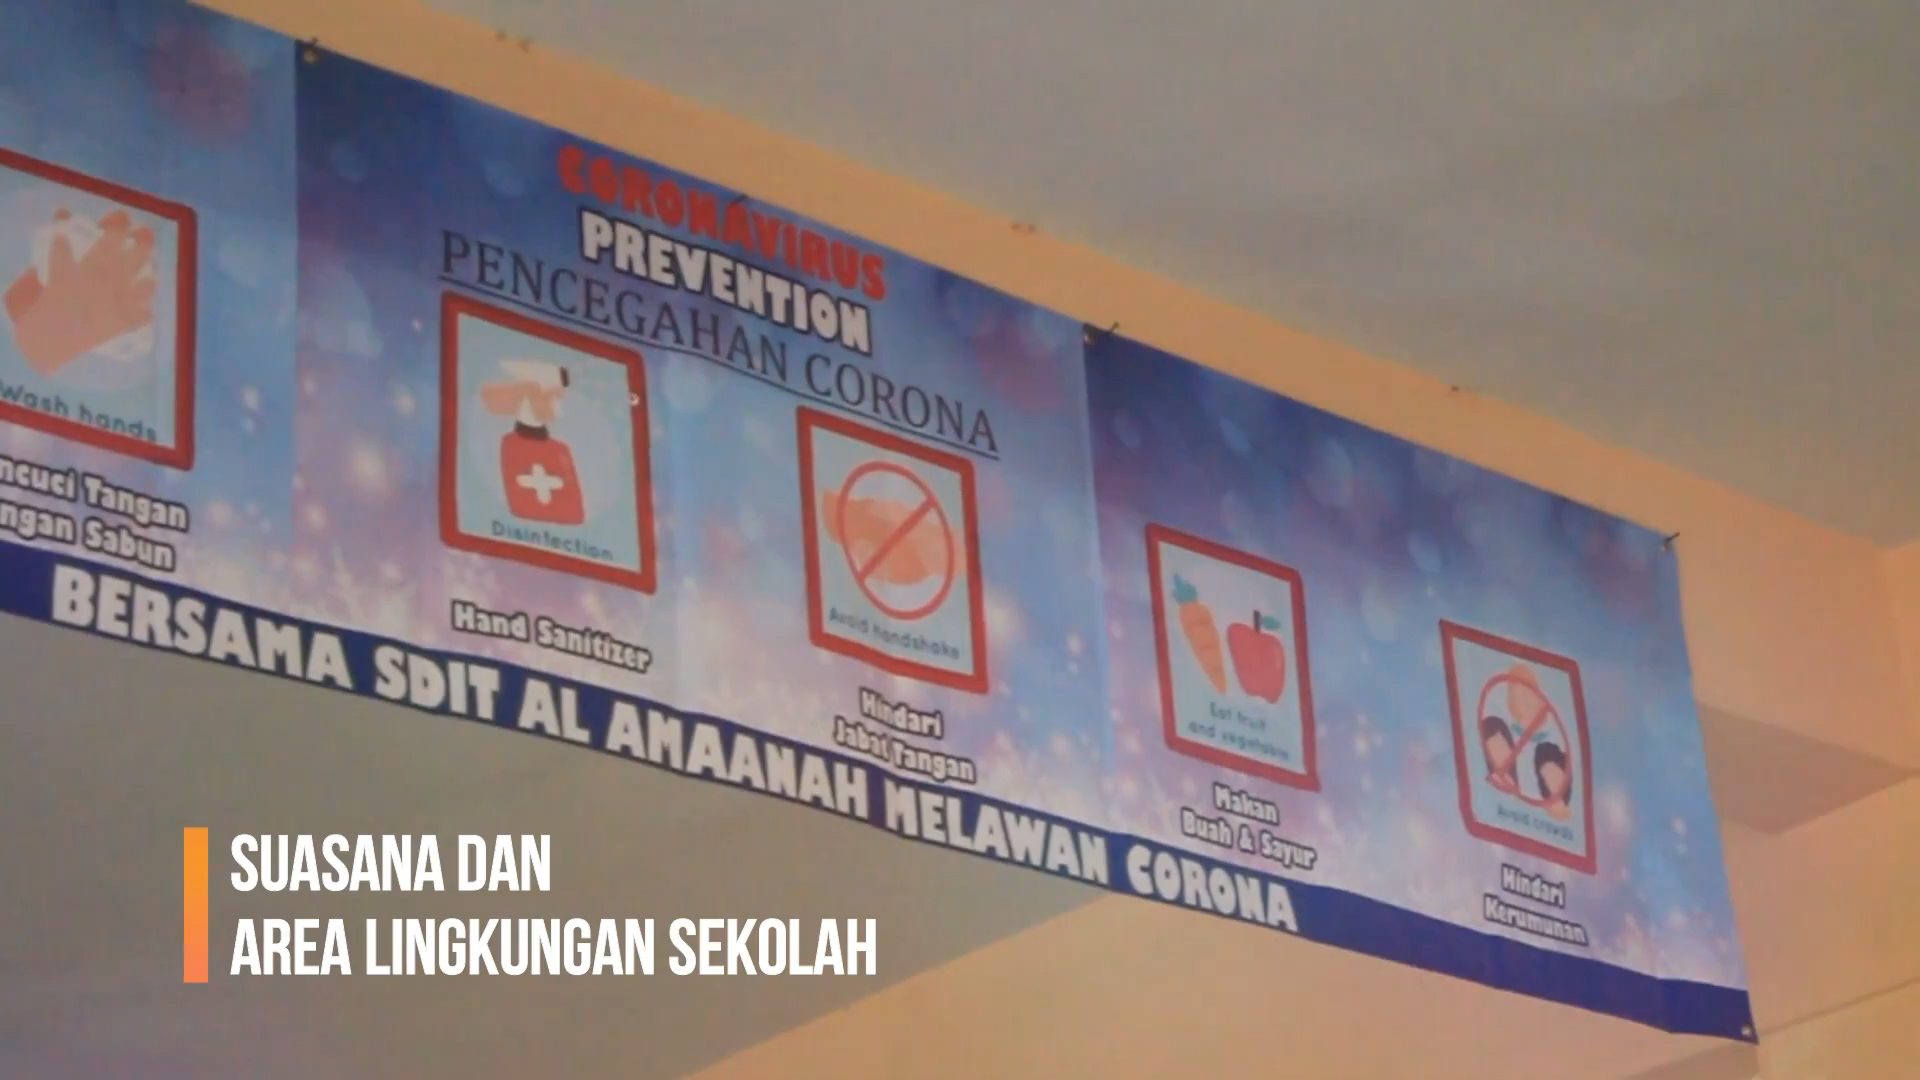 CORONAVIRUS
PREVENTION
PENCEGAHAN CORONA
Wash hands
Tangan
Sabun
Disinfection
Hand Sanitizer
Avoid handshake
Hindari
Jabat Tangan
Eat fruit
and vegetable
Makan
Buah & Sayur
Avoid crowds
Hindari
Kerumunan
BERSAMA SDIT AL AMAANAH MELAWAN CORONA
SUASANA DAN
AREA LINGKUNGAN SEKOLAH